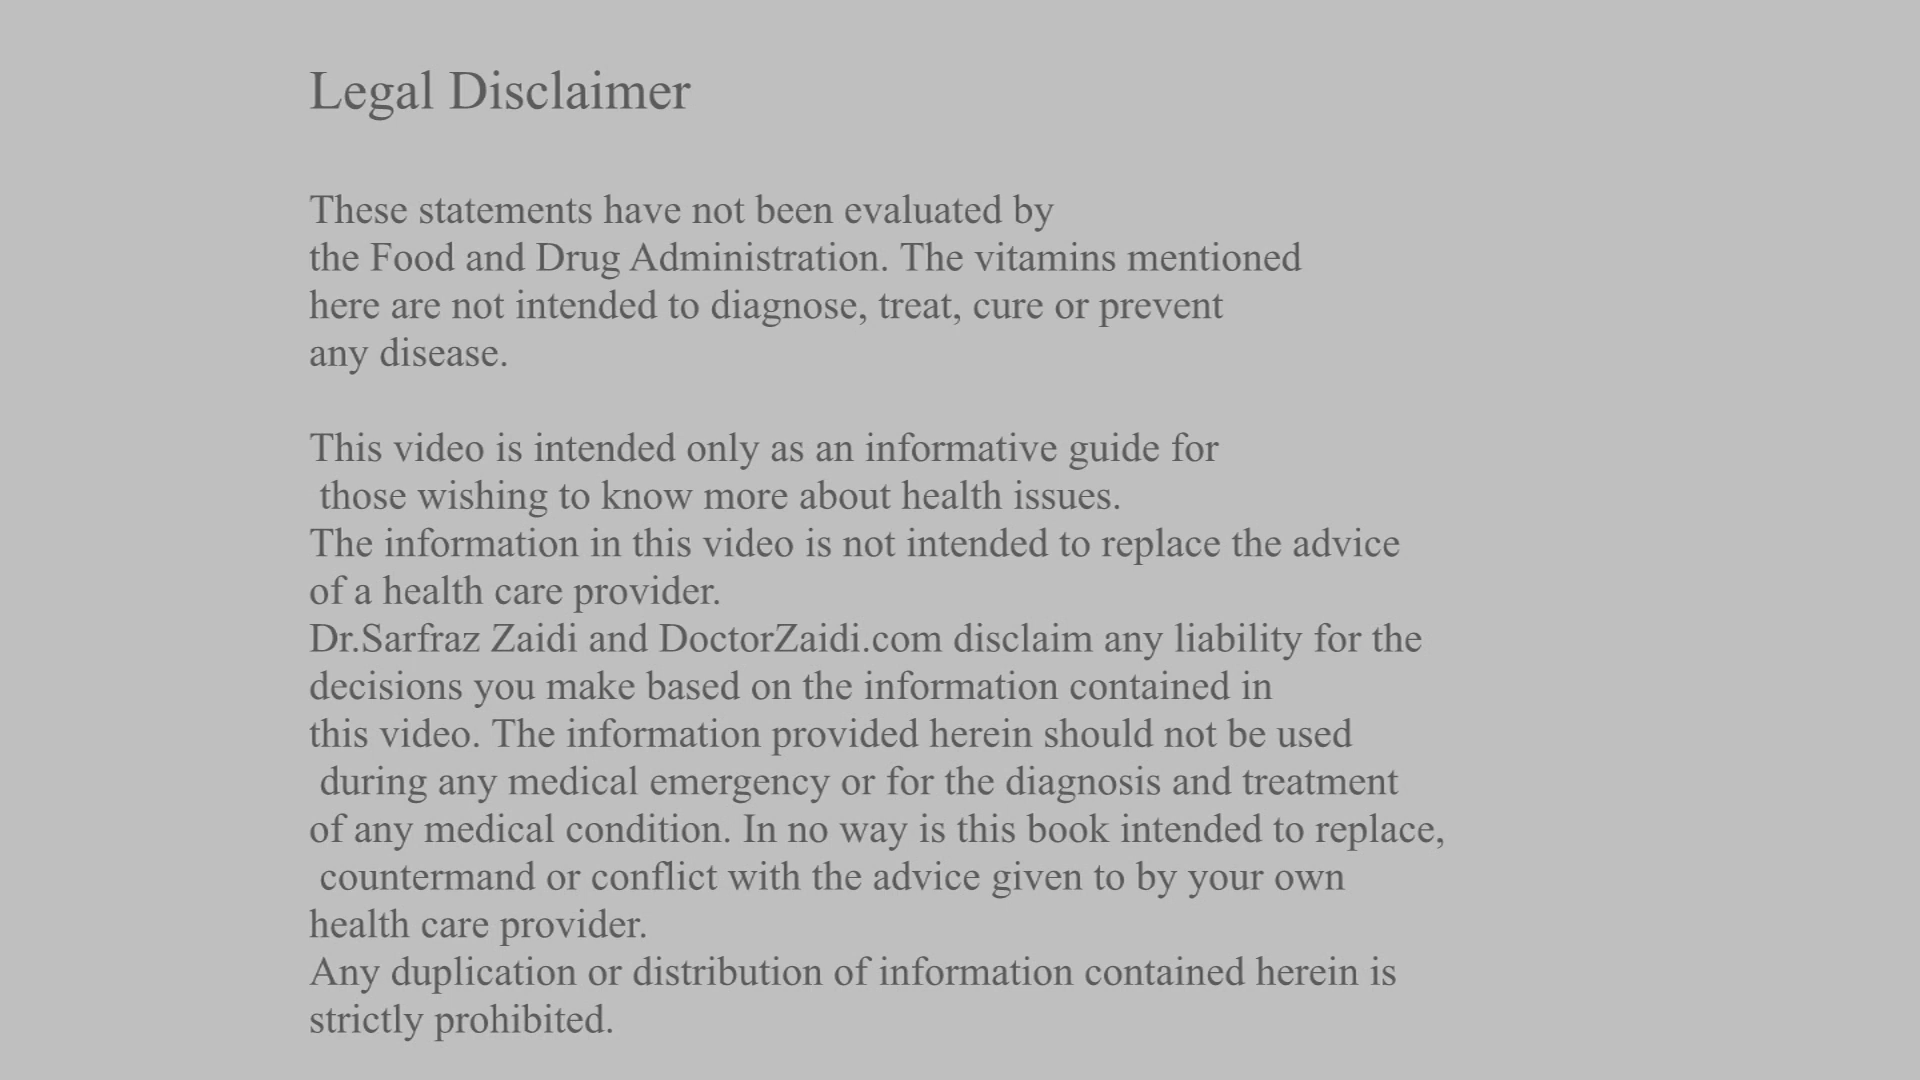 Legal Disclaimer
These statements have not been evaluated by
the Food and Drug Administration. The vitamins mentioned
here are not intended to diagnose, treat, cure or prevent
any disease.
This video is intended only as an informative guide for
those wishing to know more about health issues.
The information in this video is not intended to replace the advice
of a health care provider.
Dr.Sarfraz Zaidi and DoctorZaidi.com disclaim any liability for the
decisions you make based on the information contained in
this video. The information provided herein should not be used
during any medical emergency or for the diagnosis and treatment
of any medical condition. In no way is this book intended to replace,
countermand or conflict with the advice given to by your own
health care provider.
Any duplication or distribution of information contained herein is
strictly prohibited.